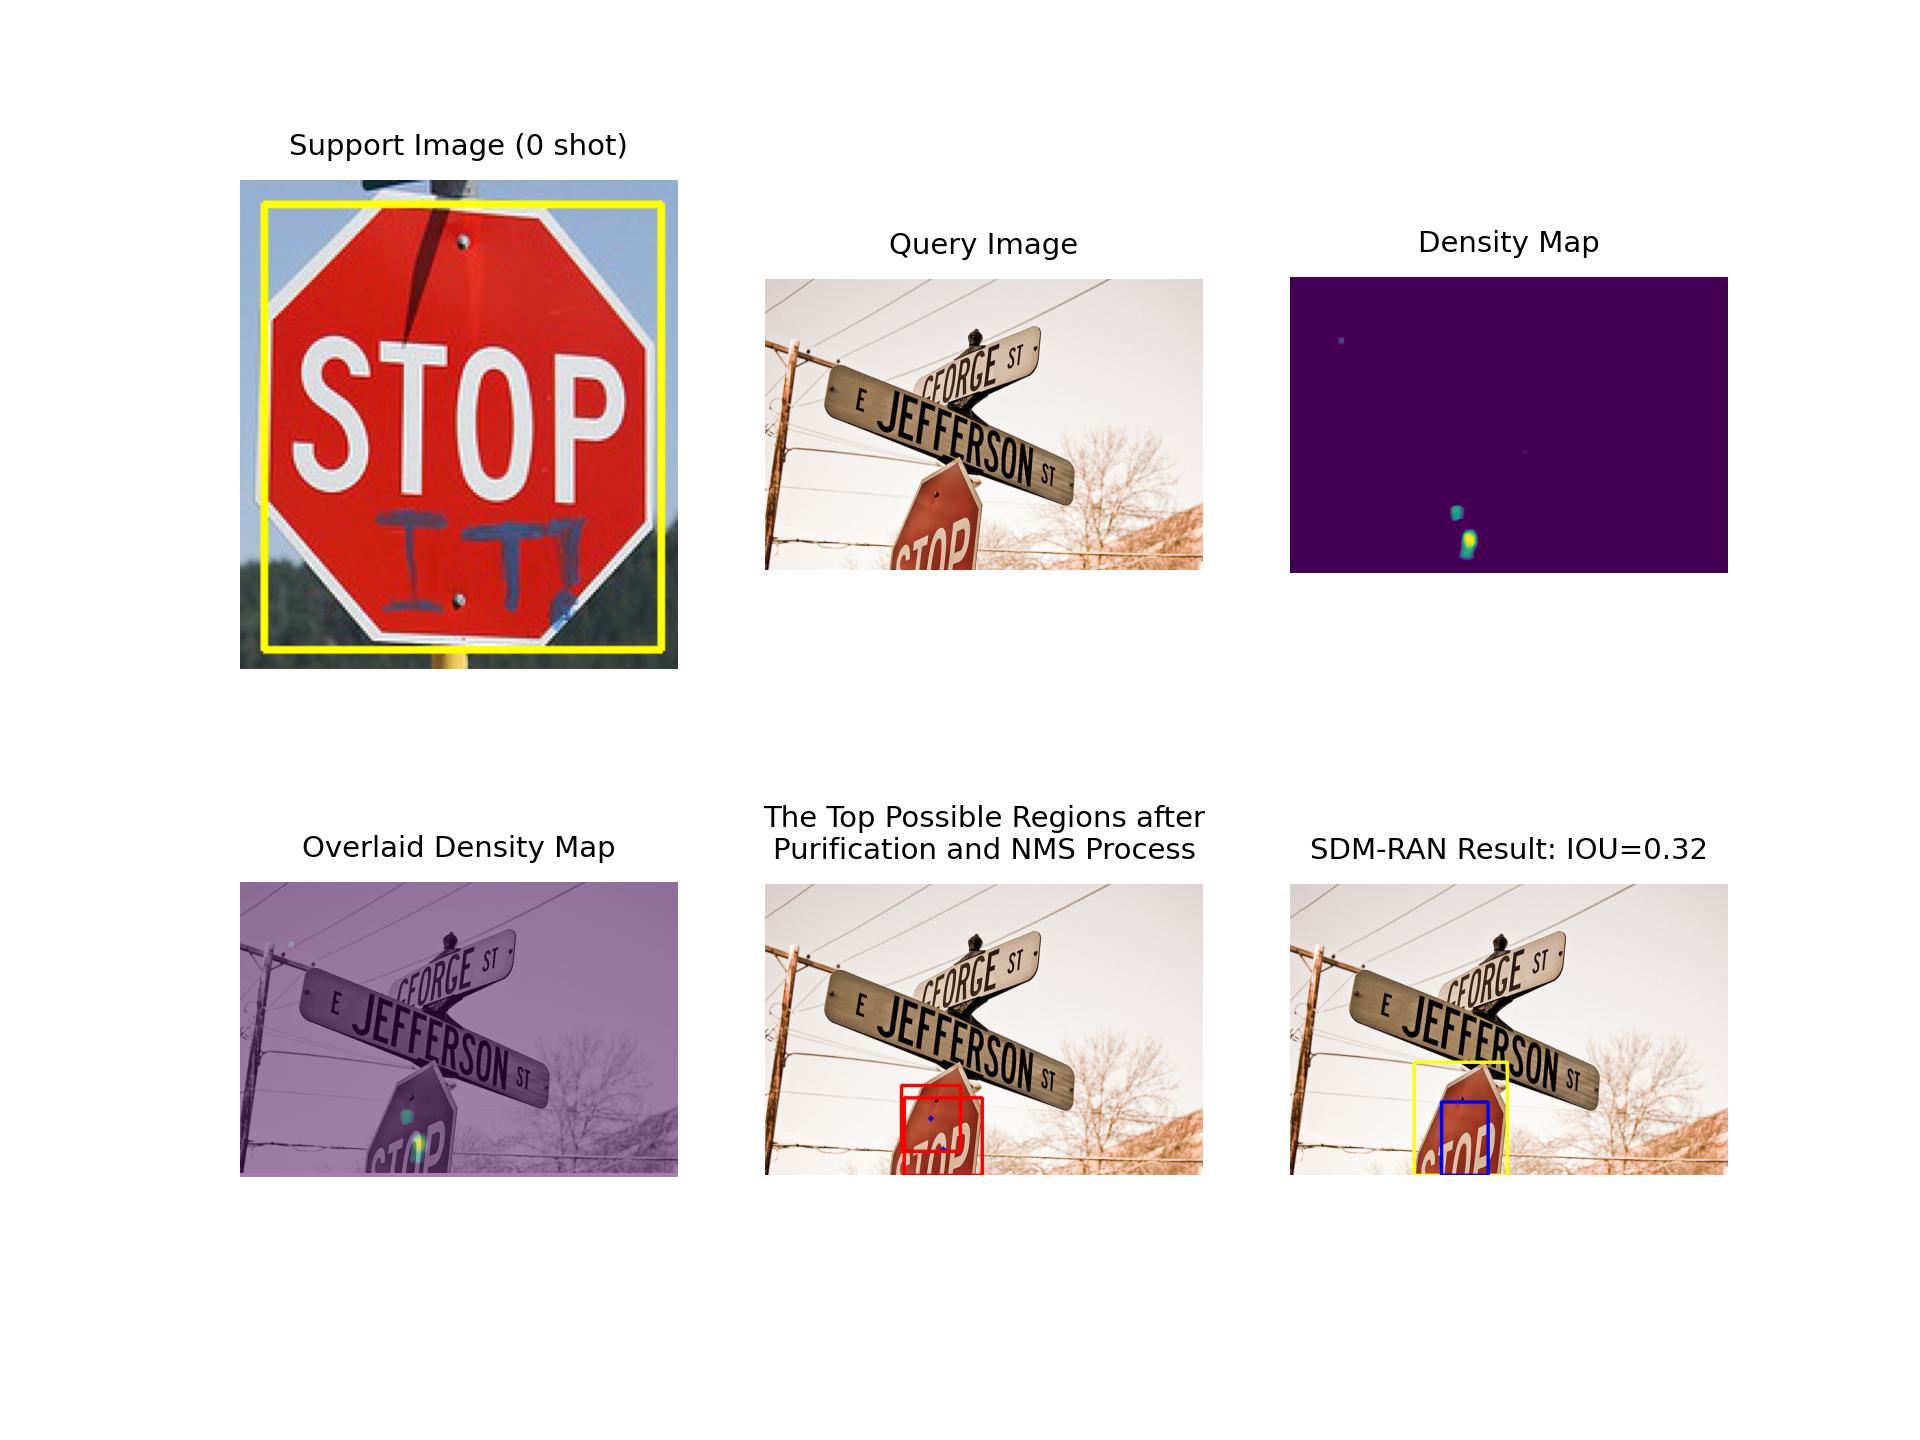 Support Image (0 shot)
STOP
IT!
Query Image
GEORGE ST
E JEFFERSON ST
STOP
Density Map
Overlaid Density Map
GEORGE ST
E JEFFERSON ST
STOP
The Top Possible Regions after
Purification and NMS Process
GEORGE ST
E JEFFERSON ST
STOP
SDM-RAN Result: IOU=0.32
GEORGE ST
E JEFFERSON ST
STOP